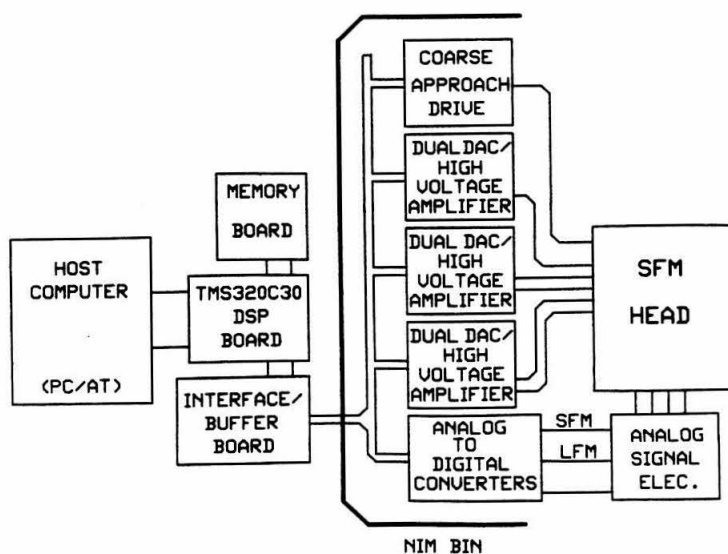 COARSE
APPROACH
DRIVE
DUAL DAC/
HIGH
VOLTAGE
AMPLIFIER
MEMORY
BOARD
HOST
COMPUTER
(PC/AT)
TMS320C30
DSP
BOARD
DUAL DAC/
HIGH
VOLTAGE
AMPLIFIER
SFM
HEAD
DUAL DAC/
HIGH
VOLTAGE
AMPLIFIER
INTERFACE/
BUFFER
BOARD
ANALOG
TO
DIGITAL
CONVERTERS
SFM
LFM
ANALOG
SIGNAL
ELEC.
NIM BIN